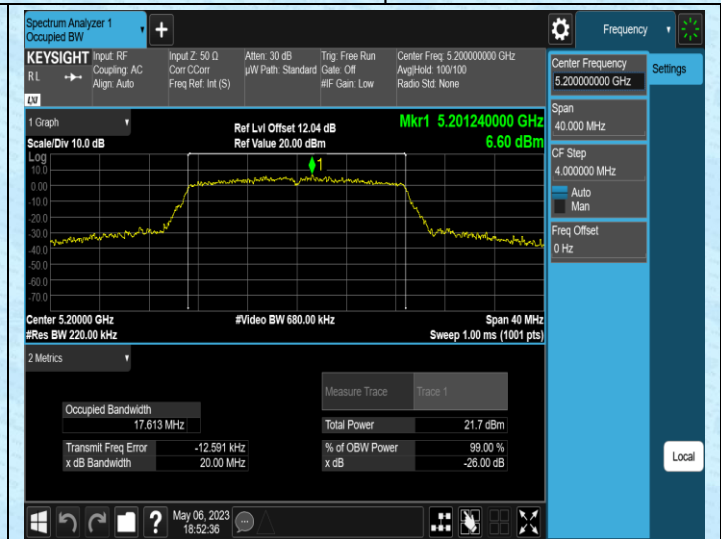 Spectrum Analyzer 1
Occupied BW
+
Frequency
KEYSIGHT
RL
LXI
Input: RF
Coupling: AC
Align: Auto
Input Z: 50 Ω
Corr CCorr
Freq Ref: Int (S)
Atten: 30 dB
µW Path: Standard
Trig: Free Run
Gate: Off
#IF Gain: Low
Center Freq: 5.200000000 GHz
Avg|Hold: 100/100
Radio Std: None
Center Frequency
5.200000000 GHz
Settings
Span
40.000 MHz
CF Step
4.000000 MHz
Auto
Man
Freq Offset
0 Hz
Local
1 Graph
Scale/Div 10.0 dB
Ref Lvl Offset 12.04 dB
Ref Value 20.00 dBm
Mkr1 5.201240000 GHz
6.60 dBm
Log
10.0
0.00
-10.0
-20.0
-30.0
-40.0
-50.0
-60.0
-70.0
1
Center 5.20000 GHz
#Res BW 220.00 kHz
#Video BW 680.00 kHz
Span 40 MHz
Sweep 1.00 ms (1001 pts)
2 Metrics
Measure Trace Trace 1
Occupied Bandwidth
17.613 MHz
Total Power 21.7 dBm
Transmit Freq Error -12.591 kHz
% of OBW Power 99.00 %
x dB Bandwidth 20.00 MHz
x dB -26.00 dB
?
May 06, 2023
18:52:36